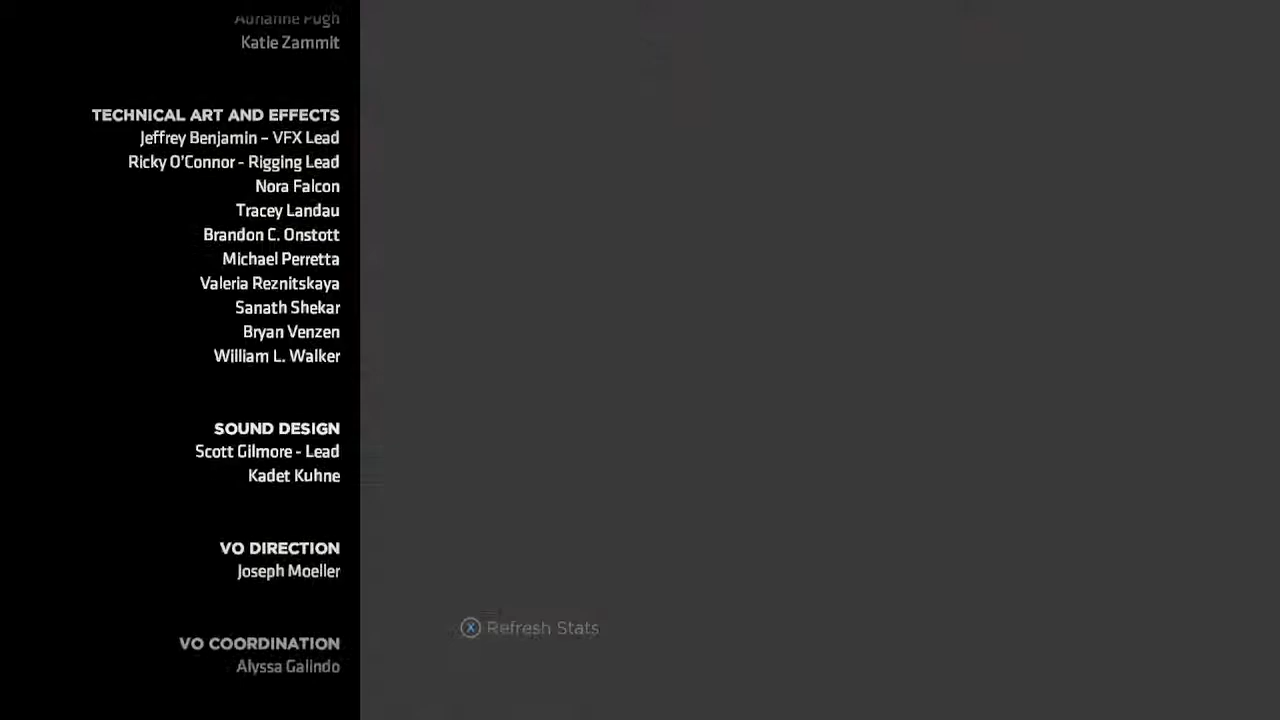 Adrianne Pugh
Katie Zammit
TECHNICAL ART AND EFFECTS
Jeffrey Benjamin – VFX Lead
Ricky O'Connor - Rigging Lead
Nora Falcon
Tracey Landau
Brandon C. Onstott
Michael Perretta
Valeria Reznitskaya
Sanath Shekar
Bryan Venzen
William L. Walker
SOUND DESIGN
Scott Gilmore - Lead
Kadet Kuhne
VO DIRECTION
Joseph Moeller
X Refresh Stats
VO COORDINATION
Alyssa Galindo